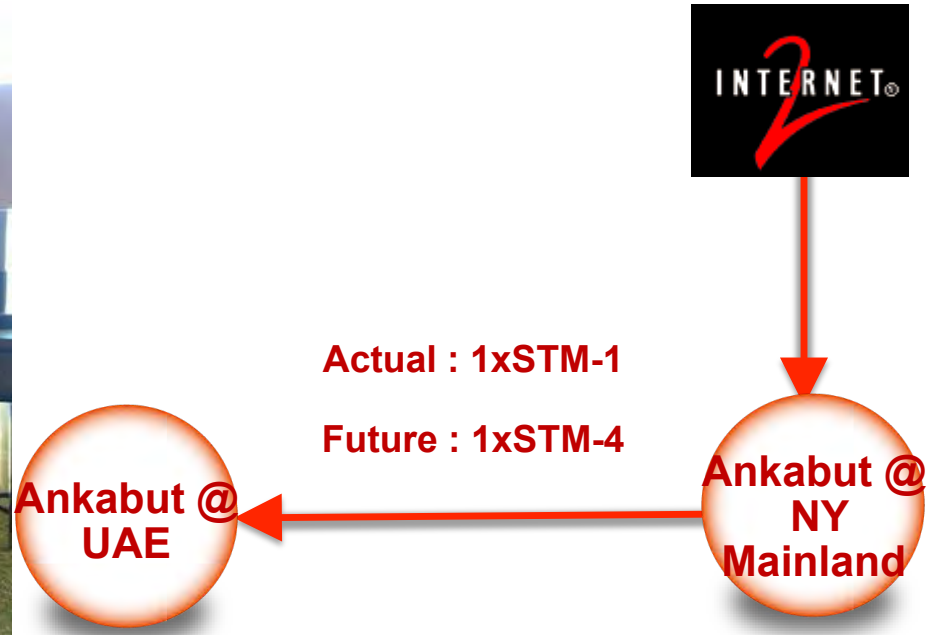 INTERNET®
2
Actual : 1xSTM-1
Future : 1xSTM-4
Ankabut @
UAE
Ankabut @
NY
Mainland